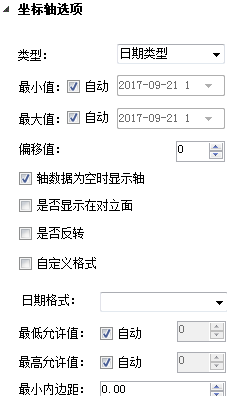 坐标轴选项
类型： 日期类型
最小值： 自动 2017-09-21 1
最大值： 自动 2017-09-21 1
偏移值： 0
轴数据为空时显示轴
是否显示在对立面
是否反转
自定义格式
日期格式：
最低允许值： 自动 0
最高允许值： 自动 0
最小内边距： 0.00